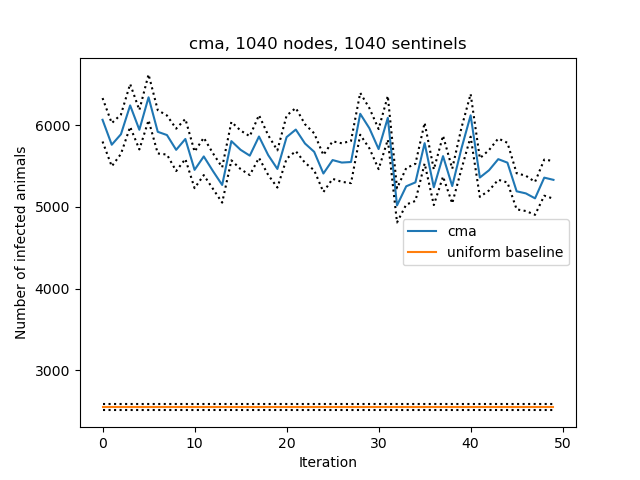 cma, 1040 nodes, 1040 sentinels
Number of infected animals
6000
5000
4000
3000
cma
uniform baseline
0
10
20
30
40
50
Iteration